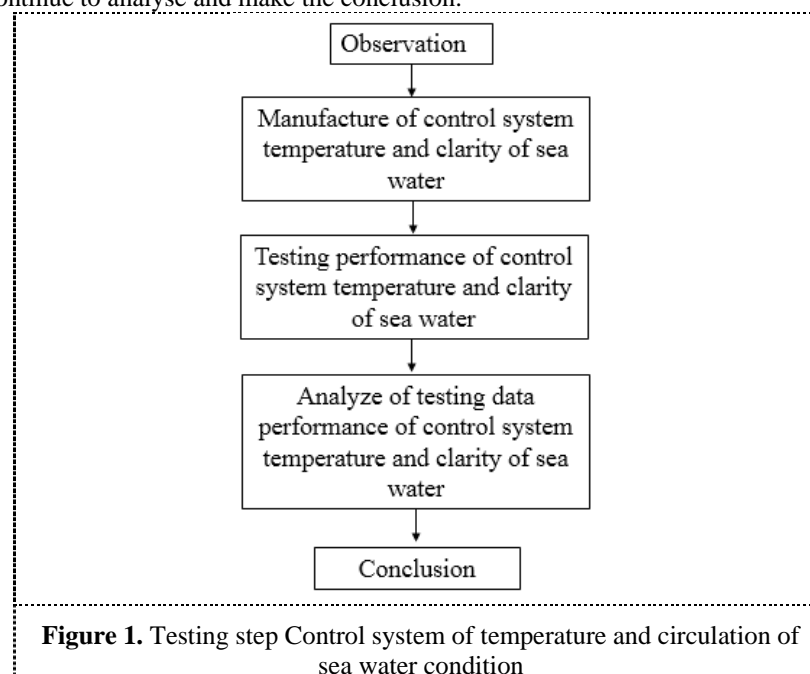 continue to analyse and make the conclusion.
Observation
Manufacture of control system
temperature and clarity of sea
water
Testing performance of control
system temperature and clarity
of sea water
Analyze of testing data
performance of control system
temperature and clarity of sea
water
Conclusion
Figure 1. Testing step Control system of temperature and circulation of
sea water condition